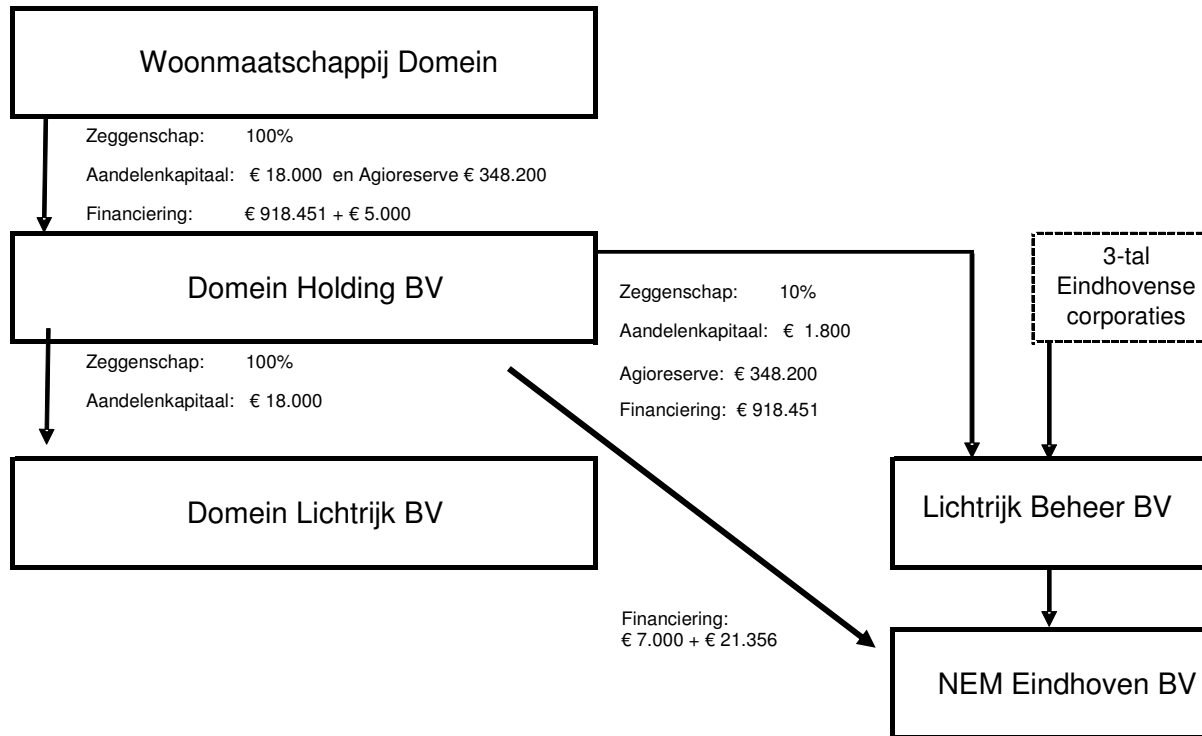 Woonmaatschappij Domein
Zeggenschap: 100%
Aandelenkapitaal: € 18.000 en Agioreserve € 348.200
Financiering: € 918.451 + € 5.000
Domein Holding BV
Zeggenschap: 10%
Aandelenkapitaal: € 1.800
Agioreserve: € 348.200
Financiering: € 918.451
3-tal
Eindhovense
corporaties
Zeggenschap: 100%
Aandelenkapitaal: € 18.000
Domein Lichtrijk BV
Lichtrijk Beheer BV
Financiering:
€ 7.000 + € 21.356
NEM Eindhoven BV